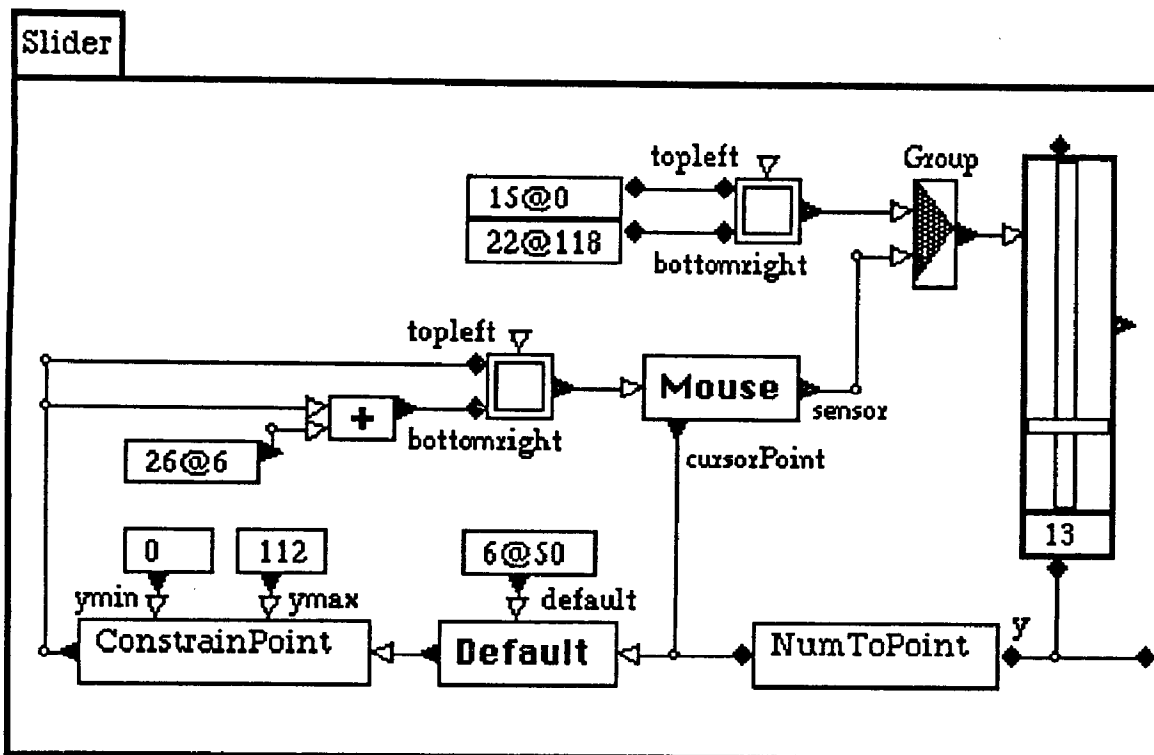 Slider
Group
topleft
15@0
22@118
bottomright
topleft
Mouse
sensor
+
bottomright
26@6
cursorPoint
13
0
112
6@50
ymin
ymax
default
y
ConstrainPoint
Default
NumToPoint